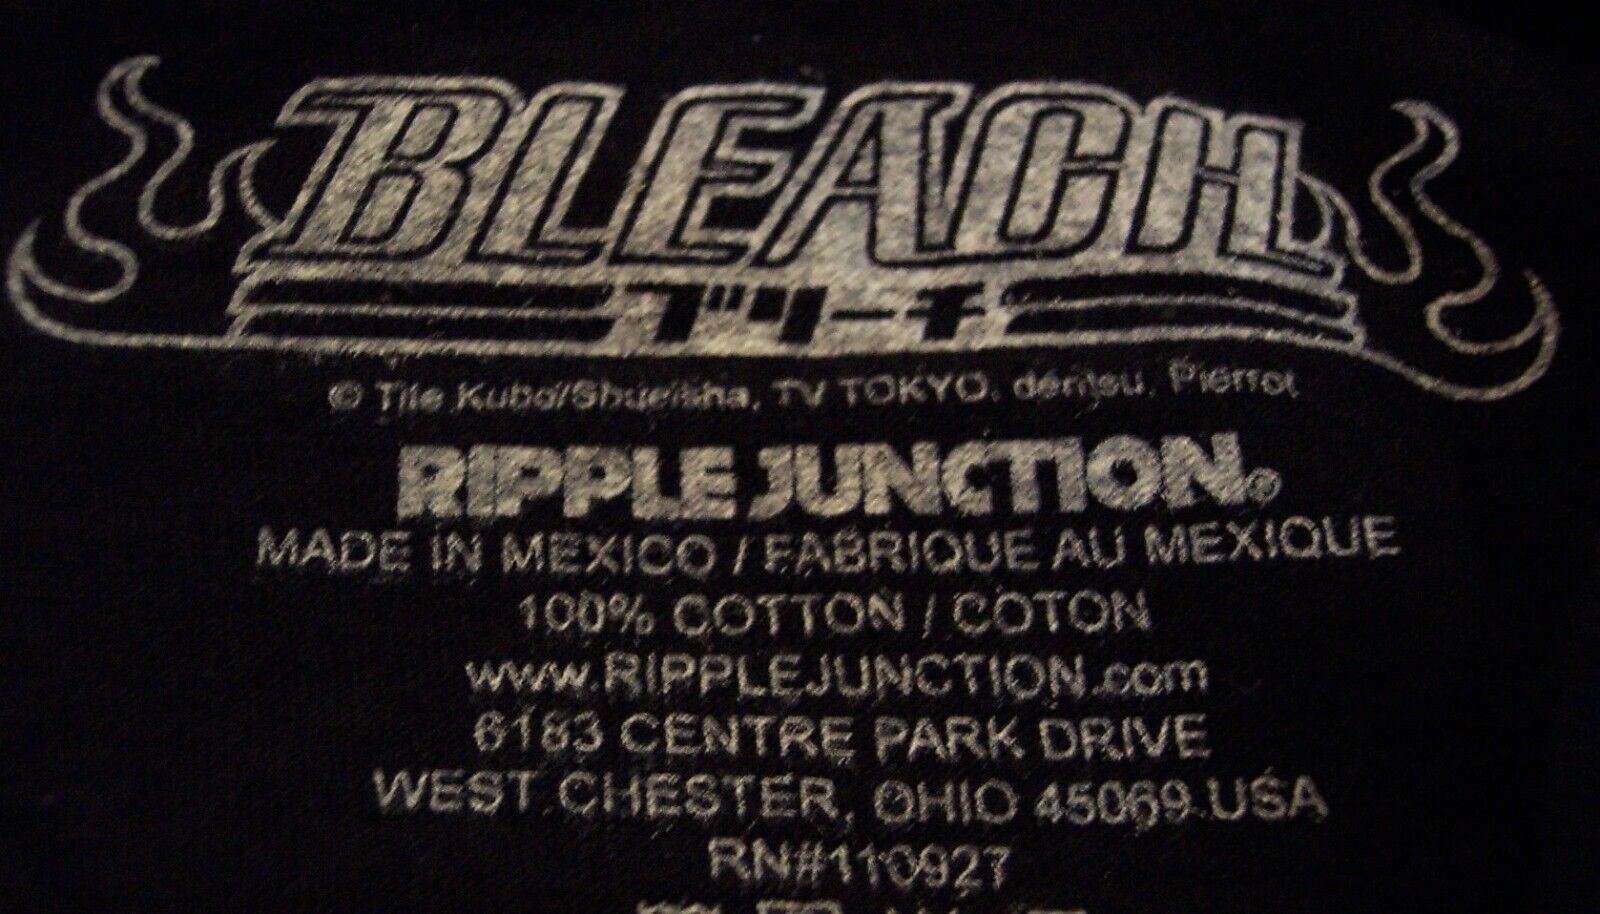 BLEACH
ブリーチ
© Tite Kubo/Shueisha, TV TOKYO, dentsu, Pierrot
RIPPLE JUNCTION®
MADE IN MEXICO / FABRIQUE AU MEXIQUE
100% COTTON / COTON
www.RIPPLEJUNCTION.com
6183 CENTRE PARK DRIVE
WEST CHESTER, OHIO 45069 USA
RN#110927